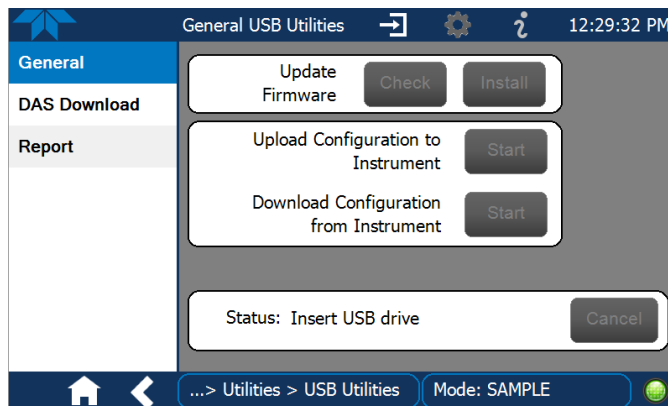 General USB Utilities
12:29:32 PM
General
DAS Download
Report
Update
Firmware
Check
Install
Upload Configuration to
Instrument
Start
Download Configuration
from Instrument
Start
Status: Insert USB drive
Cancel
...> Utilities > USB Utilities
Mode: SAMPLE